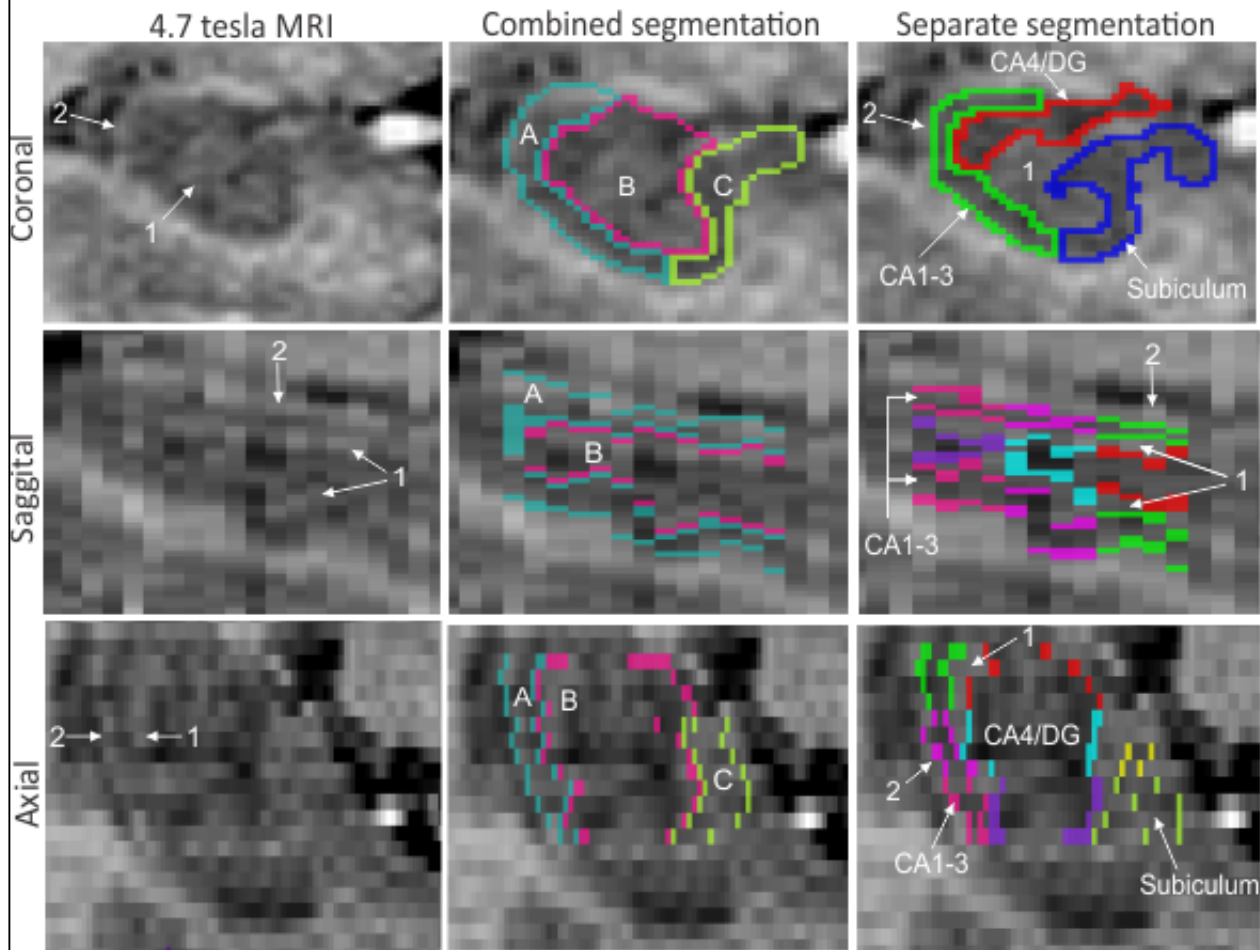 4.7 tesla MRI Combined segmentation Separate segmentation
Coronal
2
1
A
B
C
CA4/DG
2
1
CA1-3
Subiculum
Saggital
2
1
A
B
2
1
CA1-3
Axial
2 1
A B
C
1
CA4/DG
2
CA1-3
Subiculum